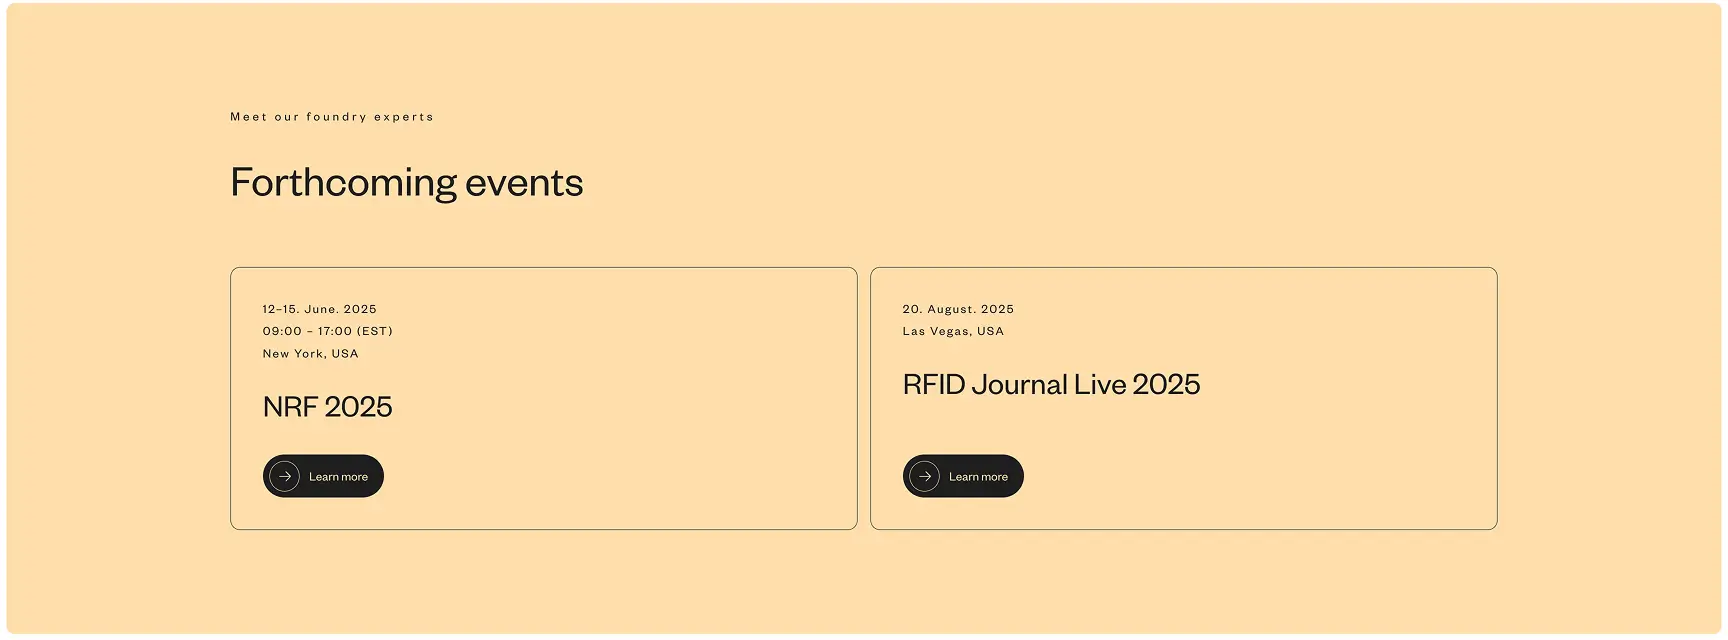 Meet our foundry experts
Forthcoming events
12–15. June. 2025
09:00 – 17:00 (EST)
New York, USA
NRF 2025
Learn more
20. August. 2025
Las Vegas, USA
RFID Journal Live 2025
Learn more